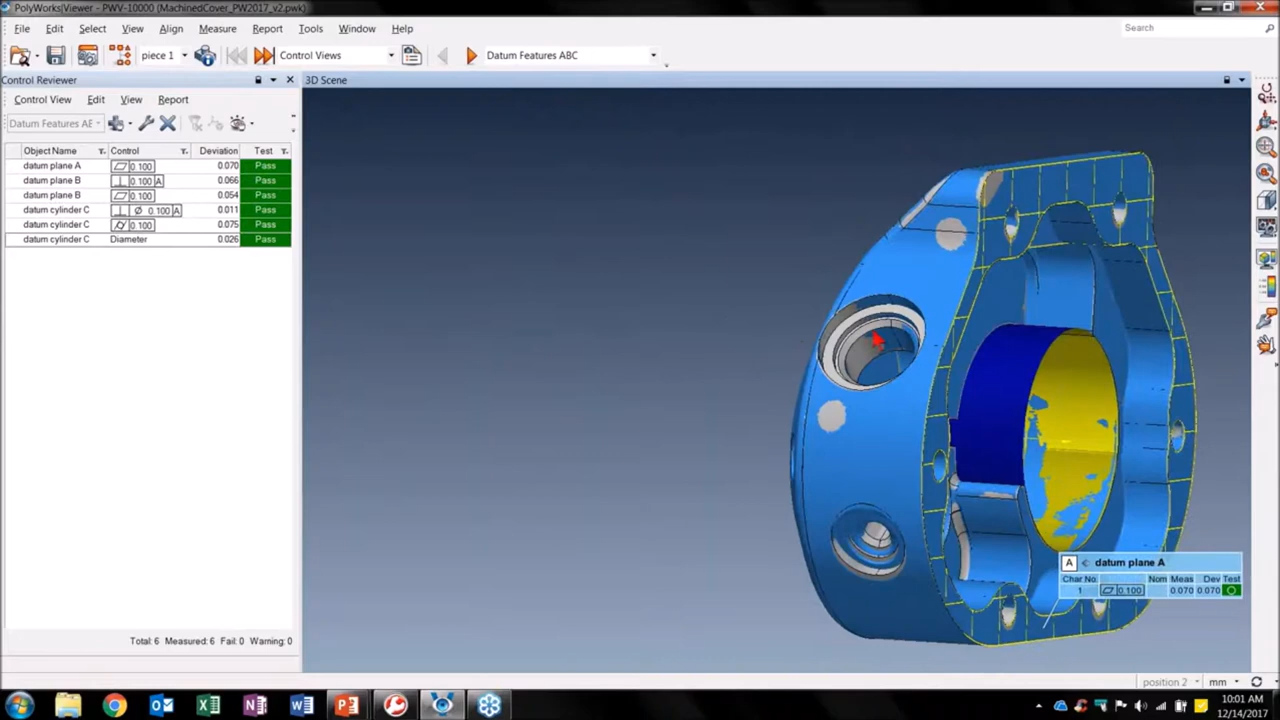 PolyWorks|Viewer - PWV-10000 (MachinedCover_PW2017_v2.pwk)
File Edit Select View Align Measure Report Tools Window Help
Search
piece 1 Control Views Datum Features ABC
Control Reviewer
3D Scene
Control View Edit View Report
Datum Features AE
Object Name Control Deviation Test
datum plane A 0.100 0.070 Pass
datum plane B 0.100 A 0.066 Pass
datum plane B 0.100 0.054 Pass
datum cylinder C Ø 0.100 A 0.011 Pass
datum cylinder C 0.100 0.075 Pass
datum cylinder C Diameter 0.026 Pass
A datum plane A
Char No. Nom Meas Dev Test
1 0.100 0.070 0.070
Total: 6 Measured: 6 Fail: 0 Warning: 0
position 2 mm
10:01 AM
12/14/2017